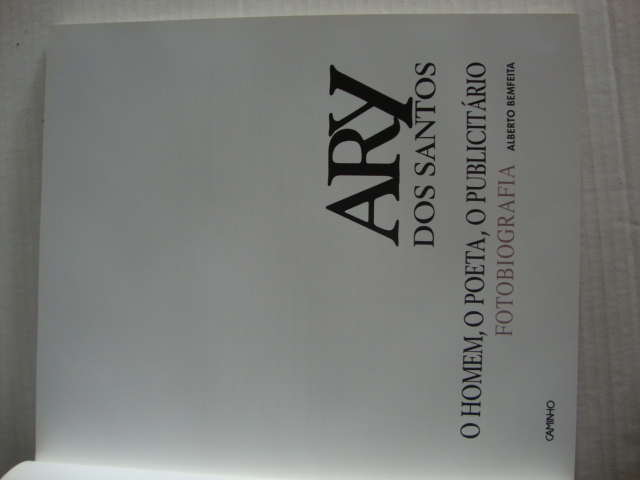 ARY
DOS SANTOS
O HOMEM, O POETA, O PUBLICITÁRIO
FOTOBIOGRAFIA ALBERTO BEMFEITA
CAMINHO